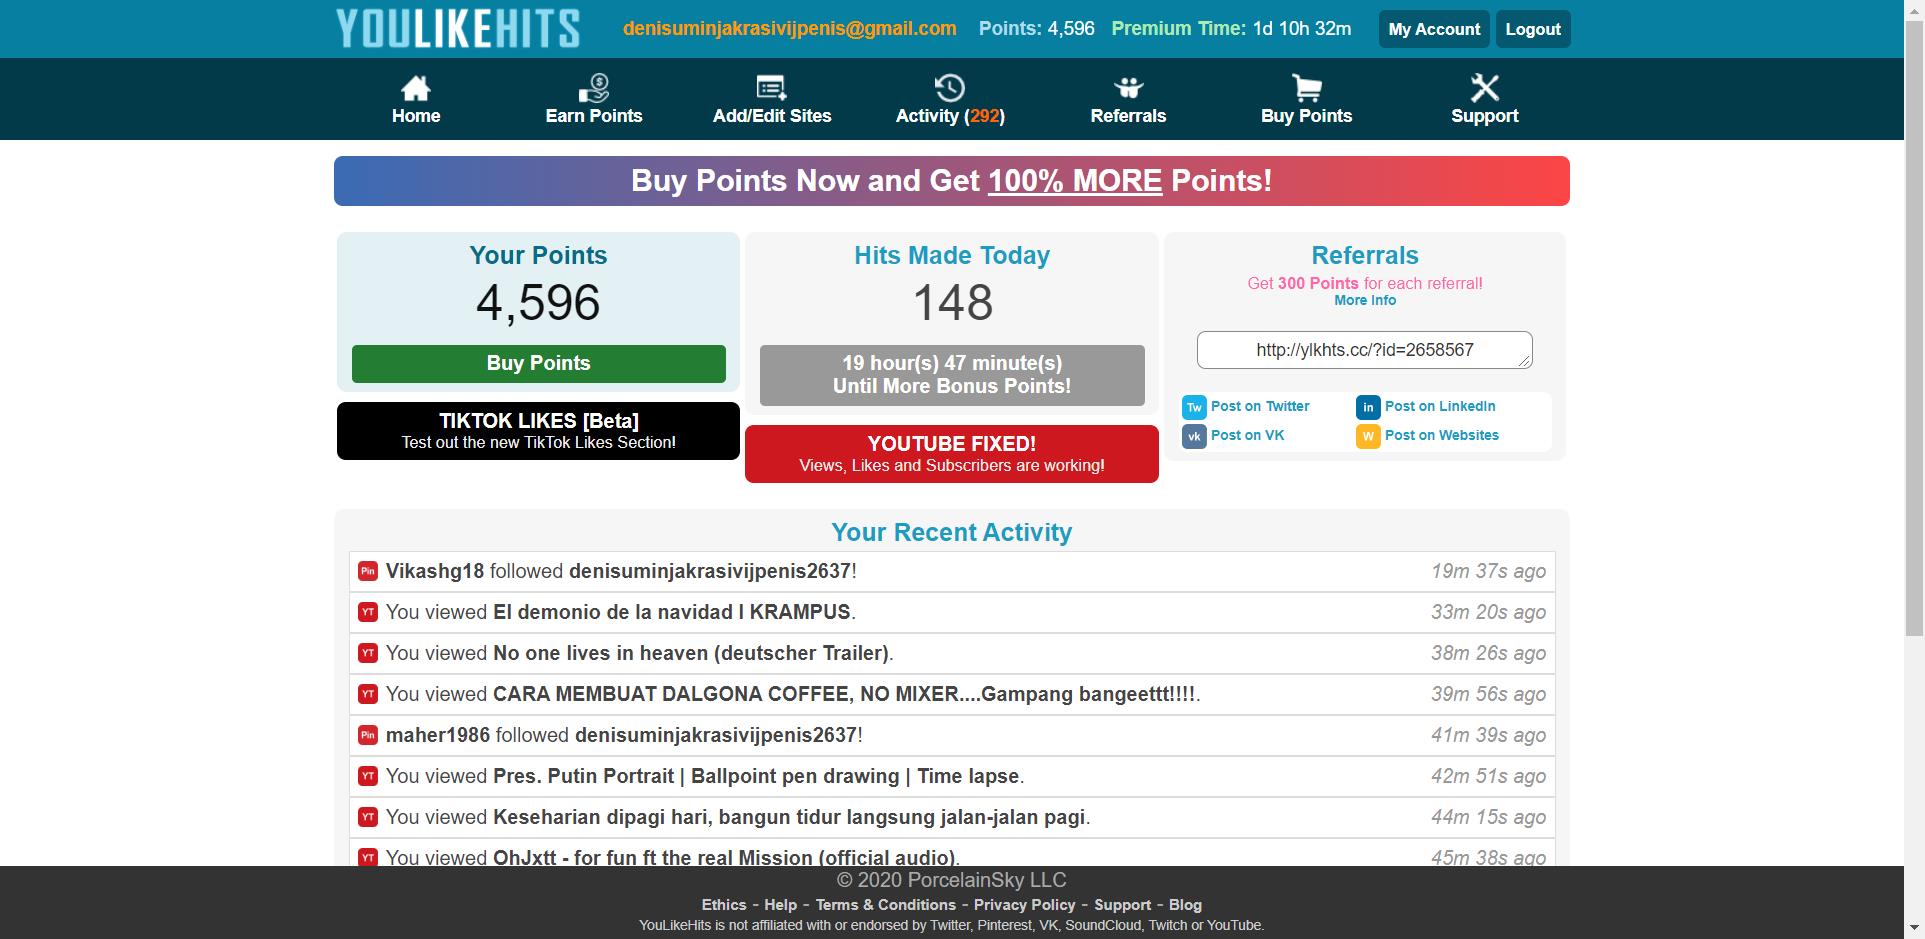 YOULIKEHITS
denisuminjakrasivijpenis@gmail.com Points: 4,596 Premium Time: 1d 10h 32m My Account Logout
Home Earn Points Add/Edit Sites Activity (292) Referrals Buy Points Support
Buy Points Now and Get 100% MORE Points!
Your Points
4,596
Buy Points
TIKTOK LIKES [Beta]
Test out the new TikTok Likes Section!
Hits Made Today
148
19 hour(s) 47 minute(s)
Until More Bonus Points!
YOUTUBE FIXED!
Views, Likes and Subscribers are working!
Referrals
Get 300 Points for each referral!
More Info
http://ylkhts.cc/?id=2658567
Tw Post on Twitter in Post on LinkedIn
vk Post on VK W Post on Websites
Your Recent Activity
Pin Vikashg18 followed denisuminjakrasivijpenis2637! 19m 37s ago
YT You viewed El demonio de la navidad l KRAMPUS. 33m 20s ago
YT You viewed No one lives in heaven (deutscher Trailer). 38m 26s ago
YT You viewed CARA MEMBUAT DALGONA COFFEE, NO MIXER....Gampang bangeettt!!!!. 39m 56s ago
Pin maher1986 followed denisuminjakrasivijpenis2637! 41m 39s ago
YT You viewed Pres. Putin Portrait | Ballpoint pen drawing | Time lapse. 42m 51s ago
YT You viewed Keseharian dipagi hari, bangun tidur langsung jalan-jalan pagi. 44m 15s ago
YT You viewed OhJxtt - for fun ft the real Mission (official audio). 45m 38s ago
© 2020 PorcelainSky LLC
Ethics - Help - Terms & Conditions - Privacy Policy - Support - Blog
YouLikeHits is not affiliated with or endorsed by Twitter, Pinterest, VK, SoundCloud, Twitch or YouTube.